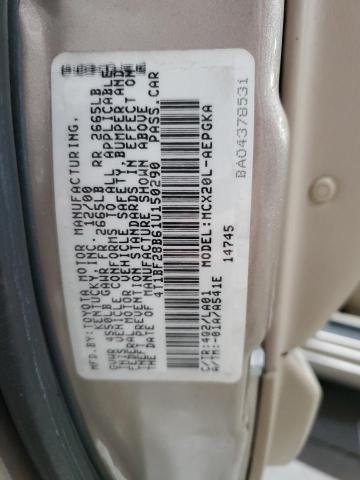 MFD.BY:TOYOTA MOTOR MANUFACTURING,
KENTUCKY,INC. 12/00
GVWR 4550LB GAWR FR 2665LB RR 2665LB
THIS VEHICLE CONFORMS TO ALL APPLICABLE
FEDERAL MOTOR VEHICLE SAFETY BUMPER AND
THEFT PREVENTION STANDARDS IN EFFECT ON
THE DATE OF MANUFACTURE SHOWN ABOVE.
4T1BF28B61U150290 PASS.CAR
MODEL:MCX20L-AEPGKA
C/TR:4Q2/LA01
A/TM:-01A/A541E 14745
BA04378531